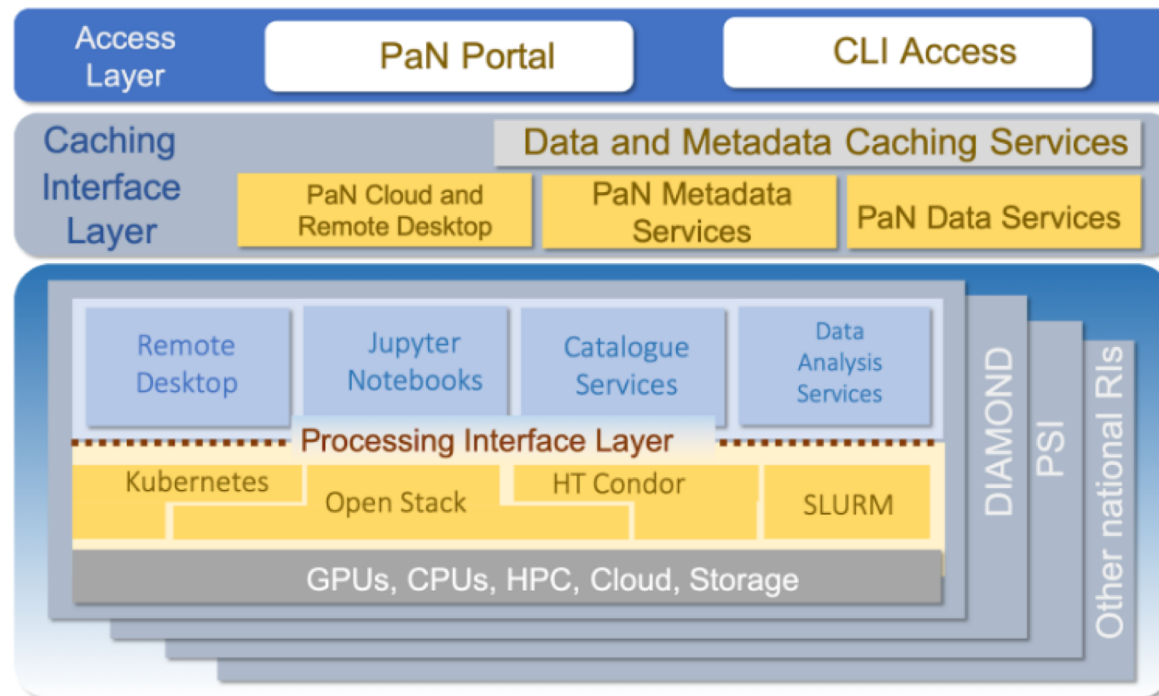 Access
Layer
PaN Portal
CLI Access
Caching
Interface
Layer
Data and Metadata Caching Services
PaN Cloud and
Remote Desktop
PaN Metadata
Services
PaN Data Services
Remote
Desktop
Jupyter
Notebooks
Catalogue
Services
Data
Analysis
Services
Processing Interface Layer
Kubernetes
Open Stack
HT Condor
SLURM
GPUs, CPUs, HPC, Cloud, Storage
DIAMOND
PSI
Other national RIs